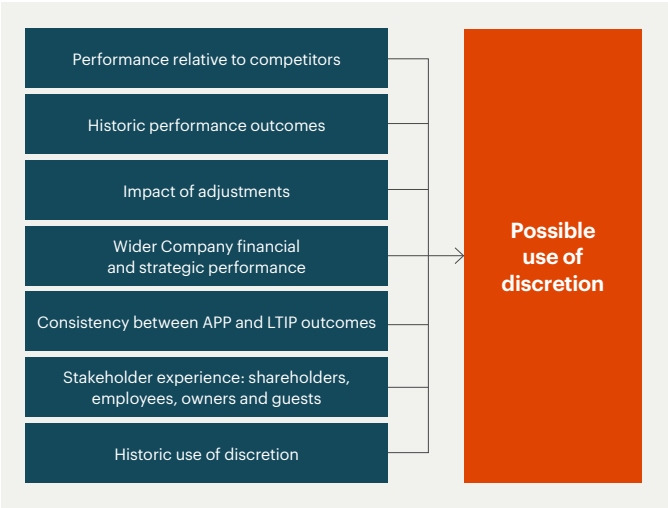 Performance relative to competitors
Historic performance outcomes
Impact of adjustments
Wider Company financial
and strategic performance
Consistency between APP and LTIP outcomes
Stakeholder experience: shareholders,
employees, owners and guests
Historic use of discretion
Possible
use of
discretion